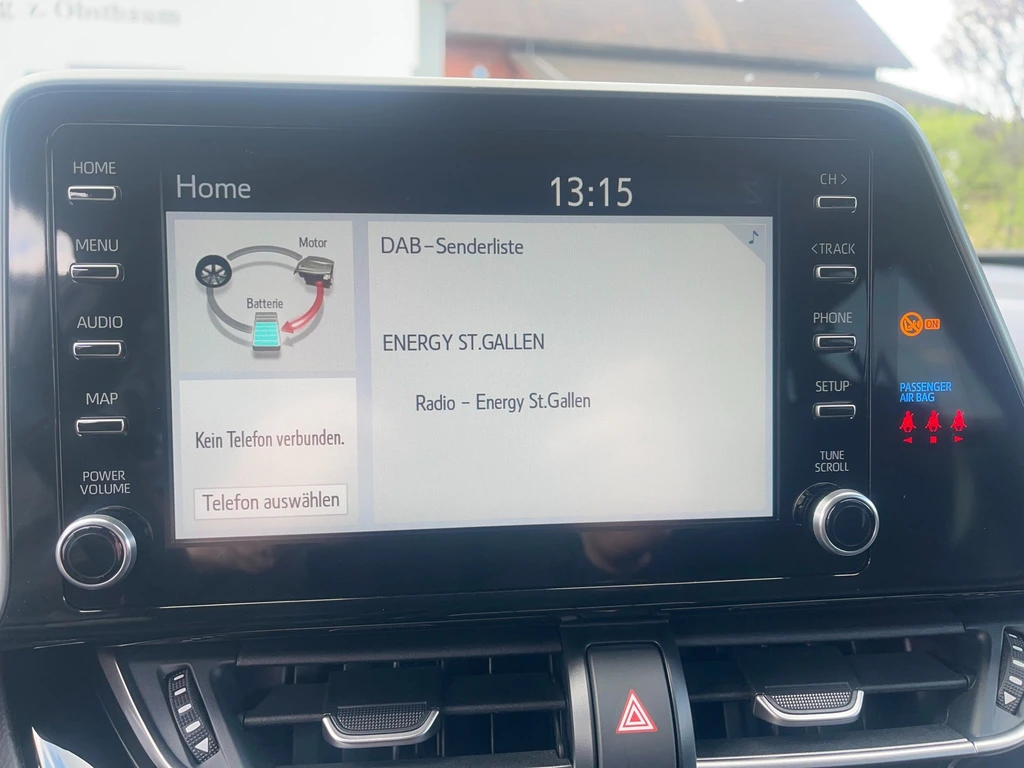 g. z. Obstbaum
HOME
MENU
AUDIO
MAP
POWER
VOLUME
Home
13:15
Motor
Batterie
Kein Telefon verbunden.
Telefon auswählen
DAB-Senderliste
ENERGY ST.GALLEN
Radio - Energy St.Gallen
CH >
<TRACK
PHONE
SETUP
TUNE
SCROLL
ON
PASSENGER
AIR BAG